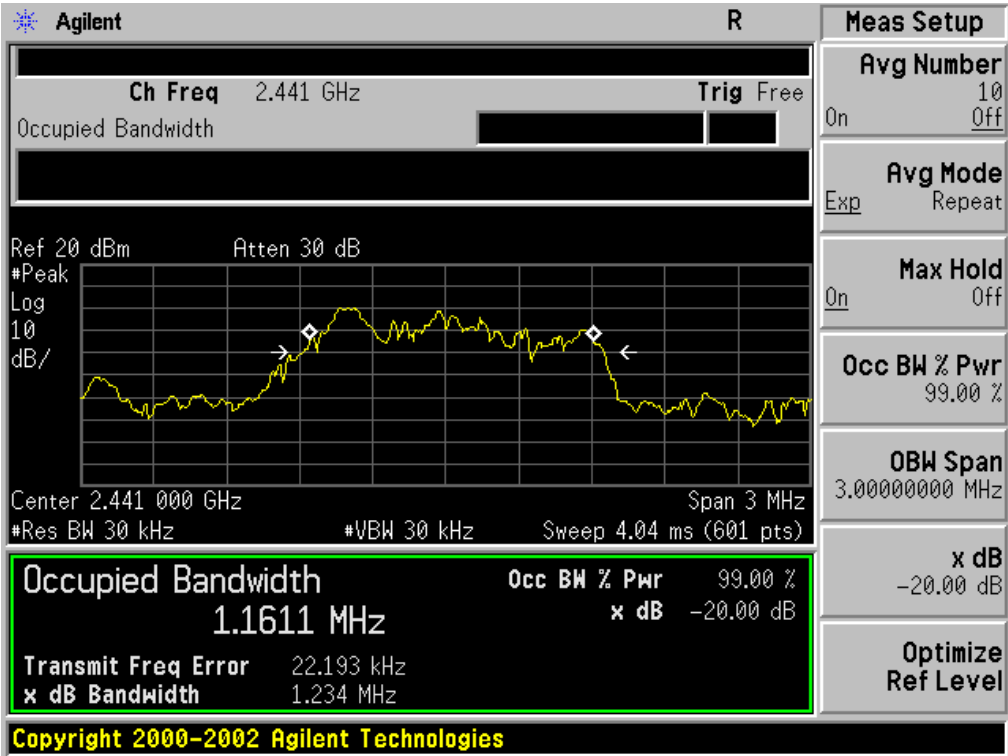 Agilent R Meas Setup
Ch Freq 2.441 GHz Trig Free
Occupied Bandwidth
Ref 20 dBm Atten 30 dB
#Peak
Log
10
dB/
Center 2.441 000 GHz Span 3 MHz
#Res BW 30 kHz #VBW 30 kHz Sweep 4.04 ms (601 pts)
Occupied Bandwidth Occ BW % Pwr 99.00 %
1.1611 MHz x dB -20.00 dB
Transmit Freq Error 22.193 kHz
x dB Bandwidth 1.234 MHz
Avg Number
10
On Off
Avg Mode
Exp Repeat
Max Hold
On Off
Occ BW % Pwr
99.00 %
OBW Span
3.00000000 MHz
x dB
-20.00 dB
Optimize
Ref Level
Copyright 2000-2002 Agilent Technologies